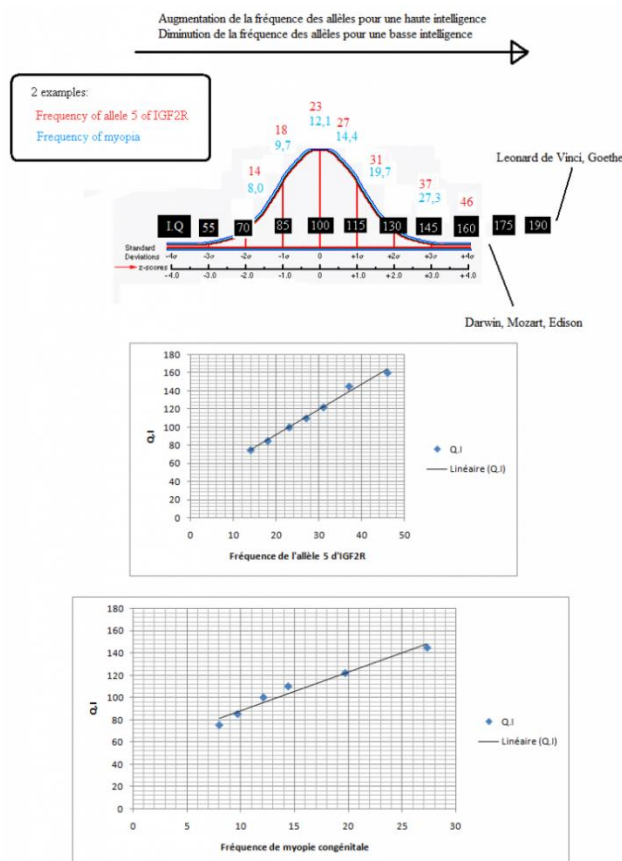 Augmentation de la fréquence des allèles pour une haute intelligence
Diminution de la fréquence des allèles pour une basse intelligence
2 examples:
Frequency of allele 5 of IGF2R
Frequency of myopia
23
12,1
18
9,7
27
14,4
14
8,0
31
19,7
37
27,3
46
Leonard de Vinci, Goethe
I.Q 55 70 85 100 115 130 145 160 175 190
Standard Deviations -4σ -3σ -2σ -1σ 0 +1σ +2σ +3σ +4σ
z-scores -4.0 -3.0 -2.0 -1.0 0 +1.0 +2.0 +3.0 +4.0
Darwin, Mozart, Edison
180
160
140
120
100
80
60
40
20
0
Q,I
0 10 20 30 40 50
Fréquence de l'allèle 5 d'IGF2R
Q,I
Linéaire (Q,I)
180
160
140
120
100
80
60
40
20
0
Q,I
0 5 10 15 20 25 30
Fréquence de myopie congénitale
Q,I
Linéaire (Q,I)